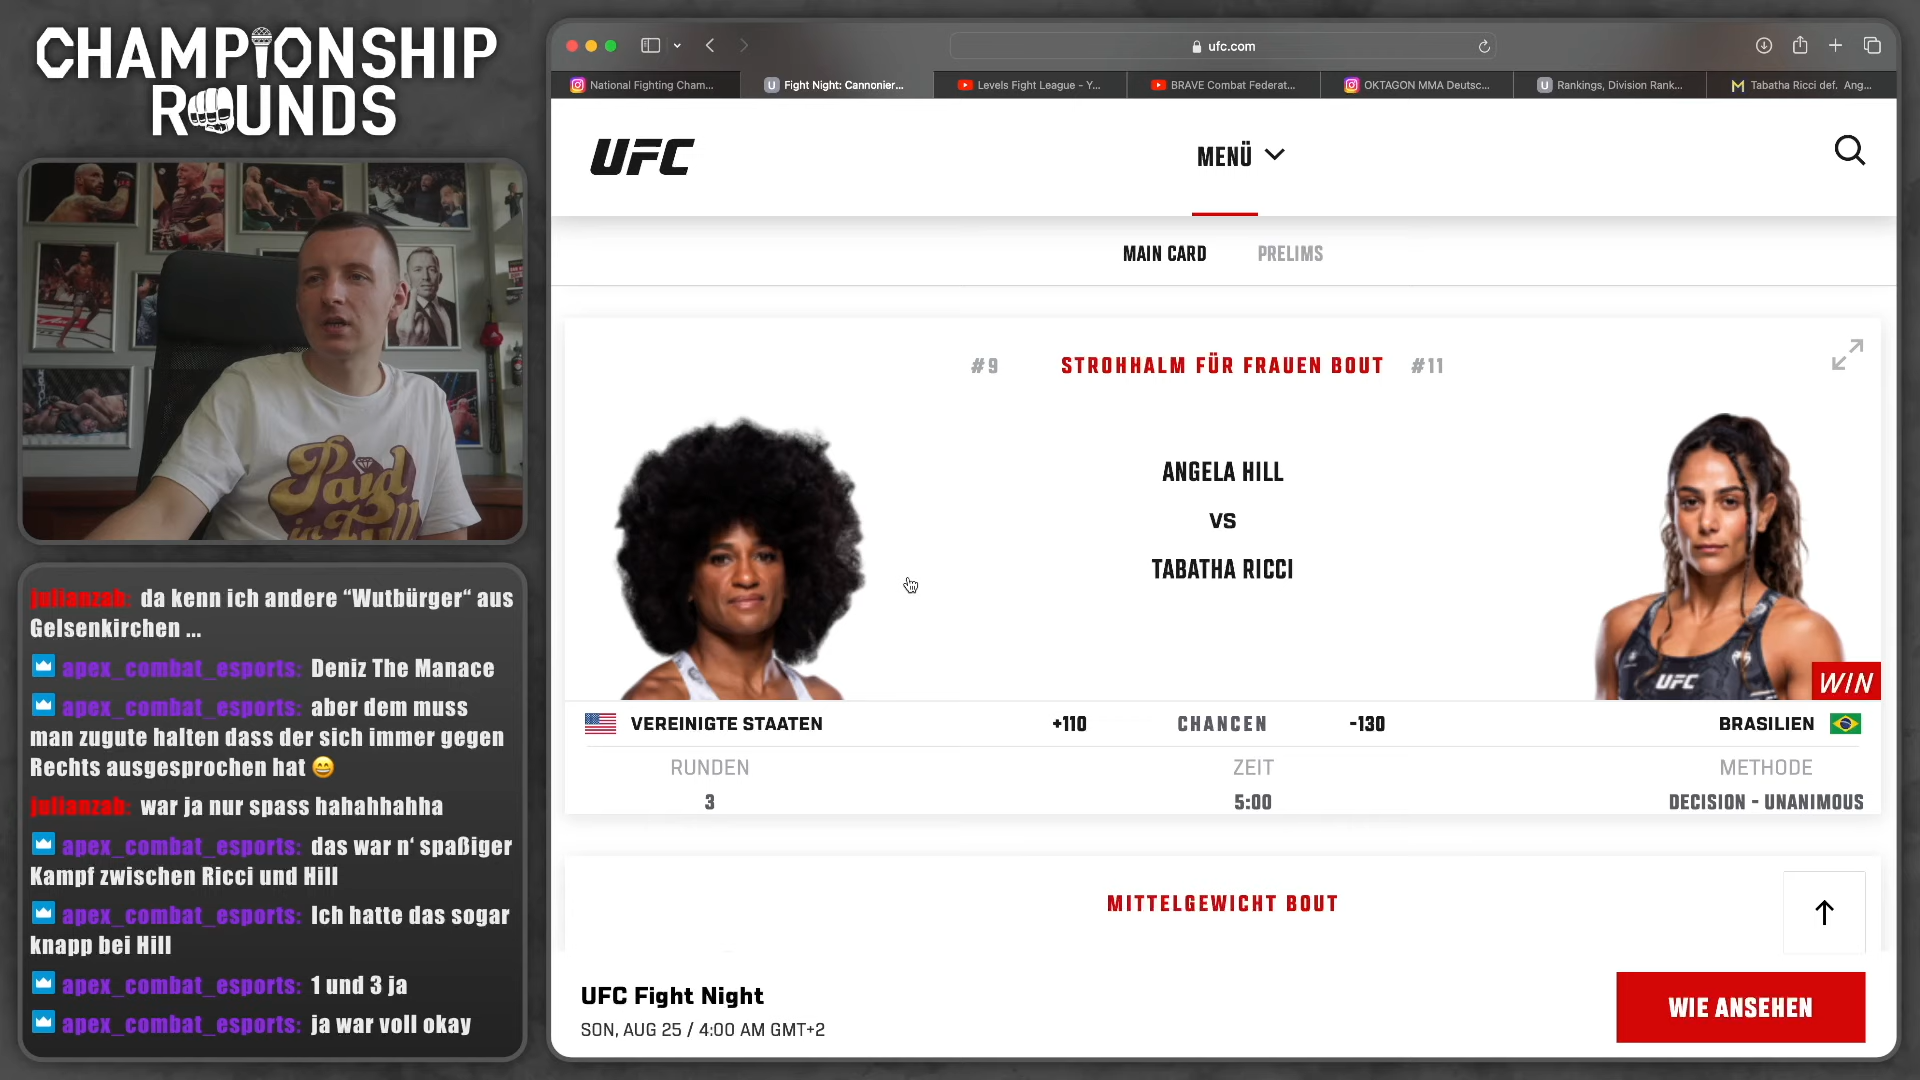 CHAMPIONSHIP
ROUNDS
ufc.com
National Fighting Cham...
Fight Night: Cannonier...
Levels Fight League - Y...
BRAVE Combat Federat...
OKTAGON MMA Deutsc...
Rankings, Division Rank...
Tabatha Ricci def. Ang...
UFC
MENÜ
MAIN CARD
PRELIMS
#9
STROHHALM FÜR FRAUEN BOUT
#11
ANGELA HILL
VS
TABATHA RICCI
UFC
WIN
VEREINIGTE STAATEN
+110
CHANCEN
-130
BRASILIEN
RUNDEN
ZEIT
METHODE
3
5:00
DECISION - UNANIMOUS
MITTELGEWICHT BOUT
UFC Fight Night
SON, AUG 25 / 4:00 AM GMT+2
WIE ANSEHEN
Paid
in Full
julianzab: da kenn ich andere “Wutbürger“ aus
Gelsenkirchen ...
apex_combat_esports: Deniz The Manace
apex_combat_esports: aber dem muss
man zugute halten dass der sich immer gegen
Rechts ausgesprochen hat 😄
julianzab: war ja nur spass hahahhahha
apex_combat_esports: das war n‘ spaßiger
Kampf zwischen Ricci und Hill
apex_combat_esports: Ich hatte das sogar
knapp bei Hill
apex_combat_esports: 1 und 3 ja
apex_combat_esports: ja war voll okay